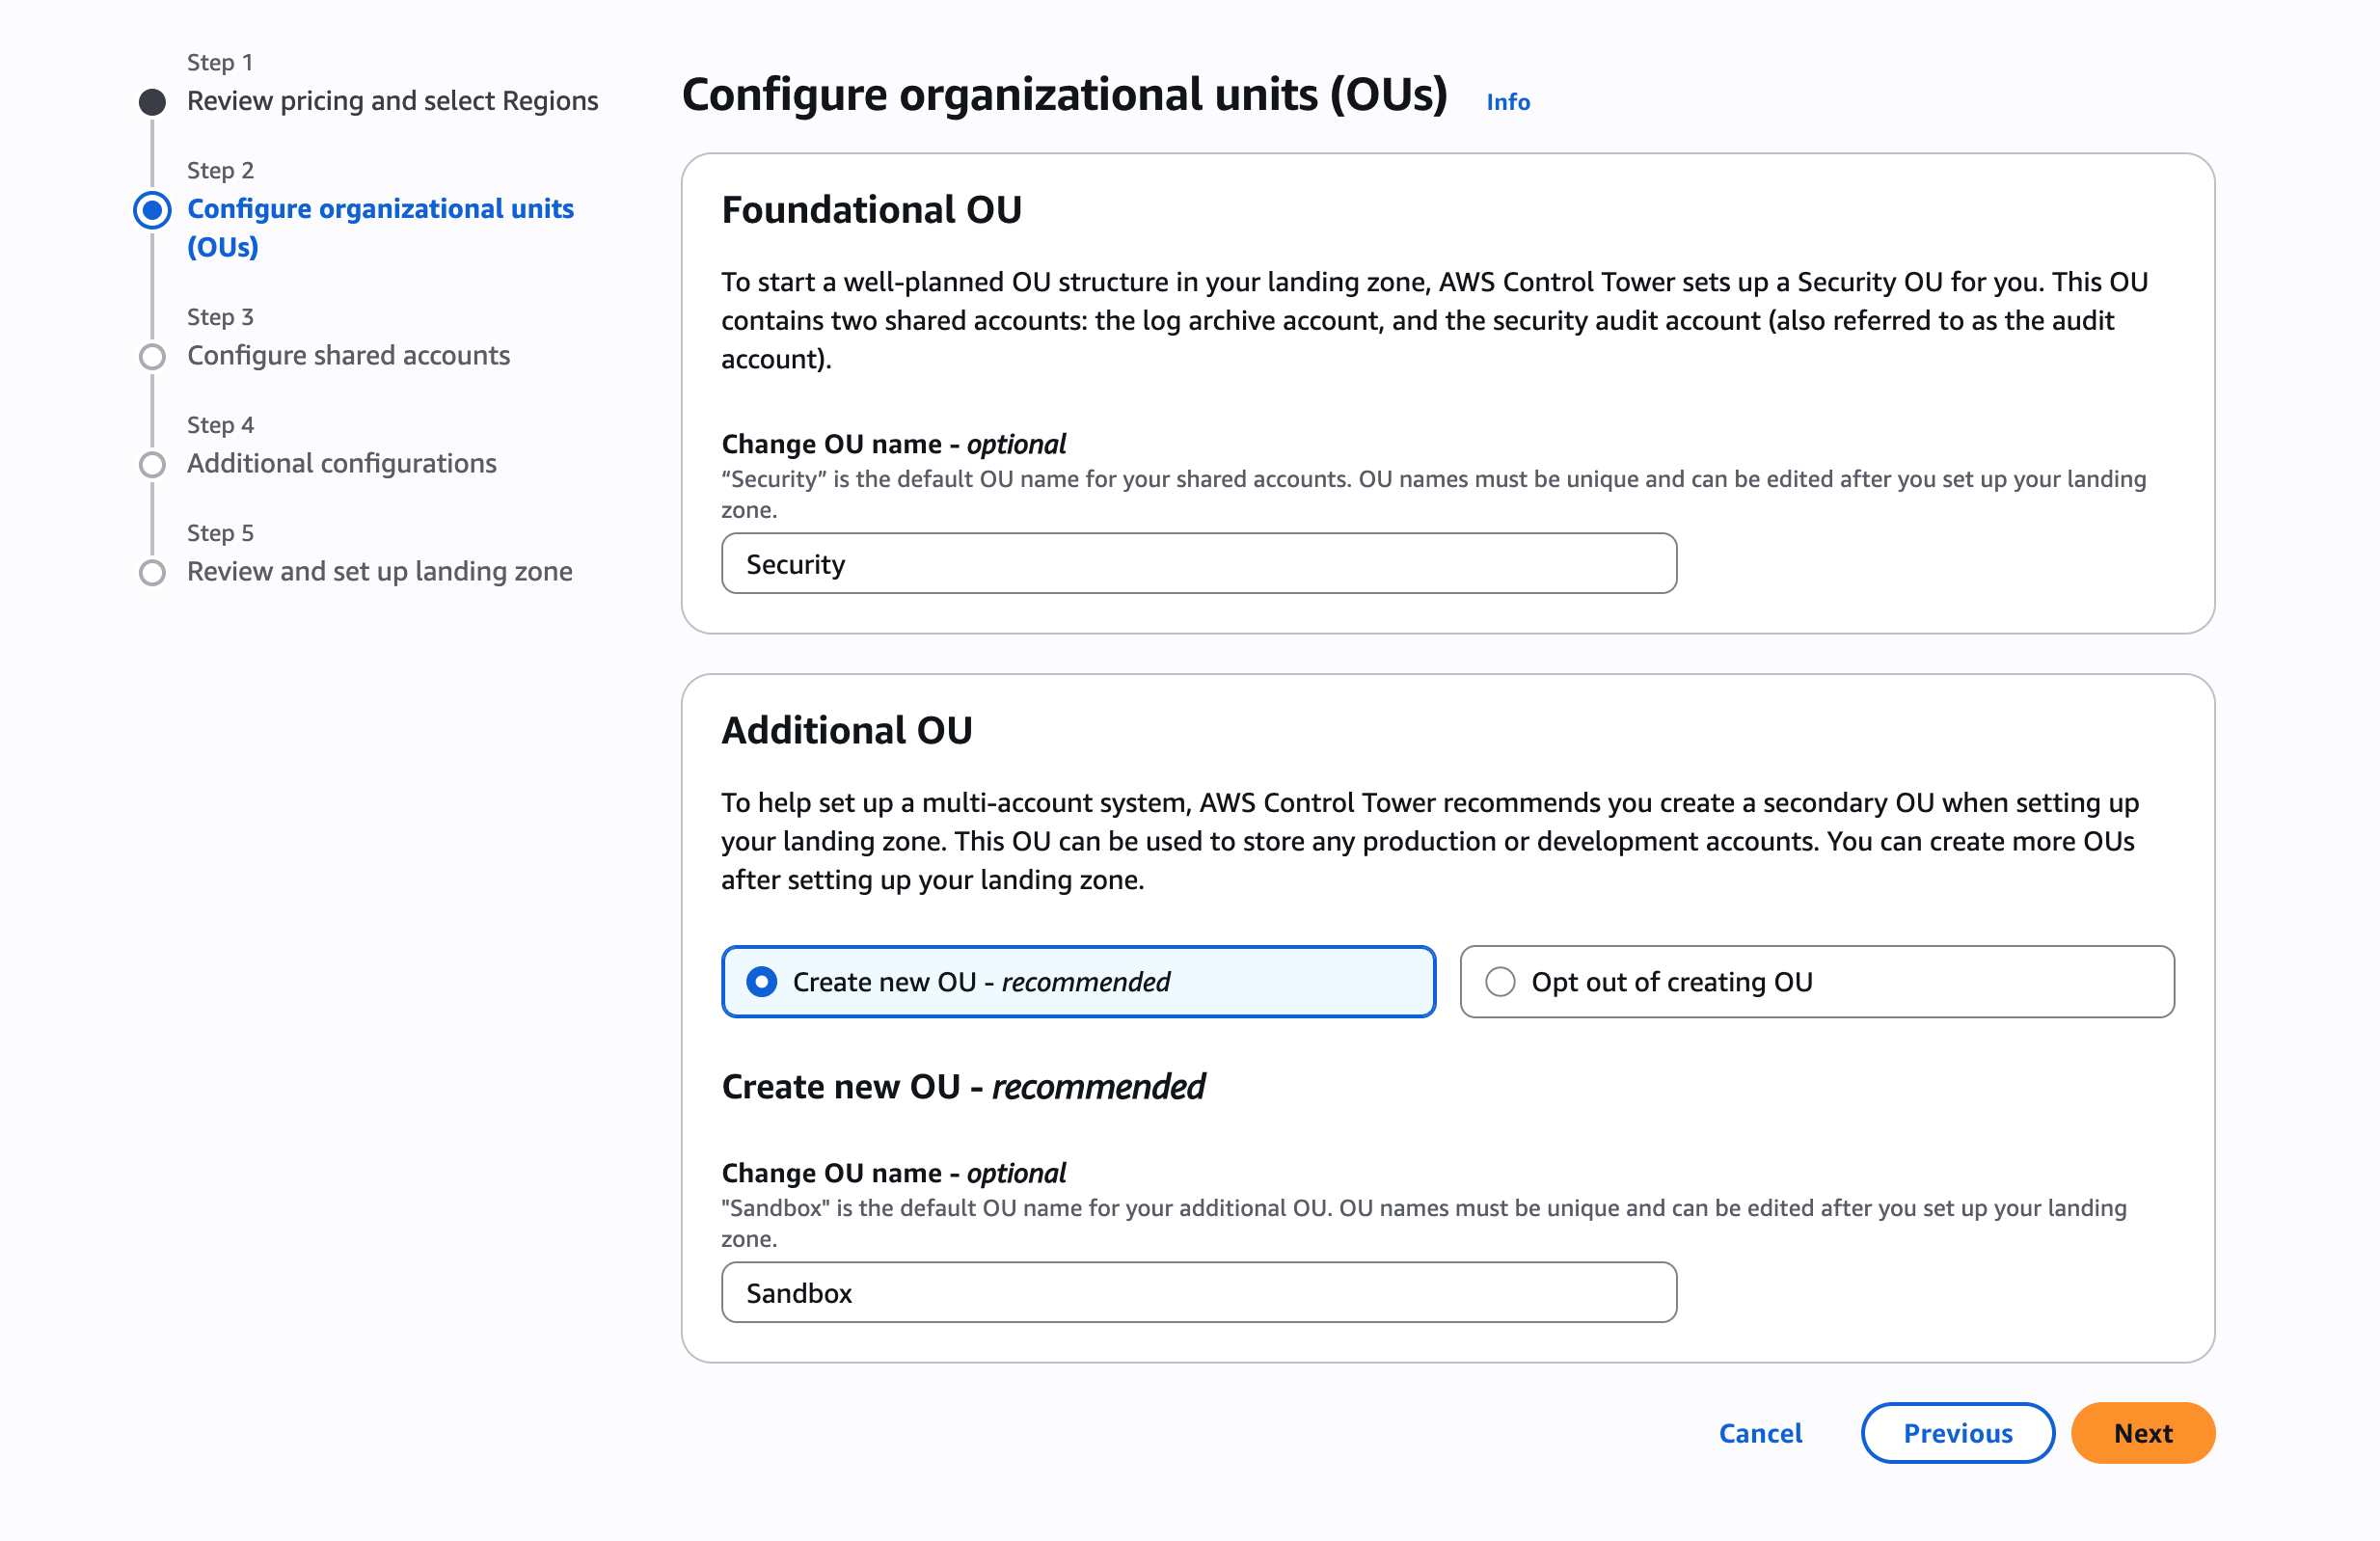 Step 1
Review pricing and select Regions
Step 2
Configure organizational units
(OUs)
Step 3
Configure shared accounts
Step 4
Additional configurations
Step 5
Review and set up landing zone
Configure organizational units (OUs) Info
Foundational OU
To start a well-planned OU structure in your landing zone, AWS Control Tower sets up a Security OU for you. This OU
contains two shared accounts: the log archive account, and the security audit account (also referred to as the audit
account).
Change OU name - optional
“Security” is the default OU name for your shared accounts. OU names must be unique and can be edited after you set up your landing
zone.
Security
Additional OU
To help set up a multi-account system, AWS Control Tower recommends you create a secondary OU when setting up
your landing zone. This OU can be used to store any production or development accounts. You can create more OUs
after setting up your landing zone.
Create new OU - recommended
Opt out of creating OU
Create new OU - recommended
Change OU name - optional
"Sandbox" is the default OU name for your additional OU. OU names must be unique and can be edited after you set up your landing
zone.
Sandbox
Cancel
Previous
Next